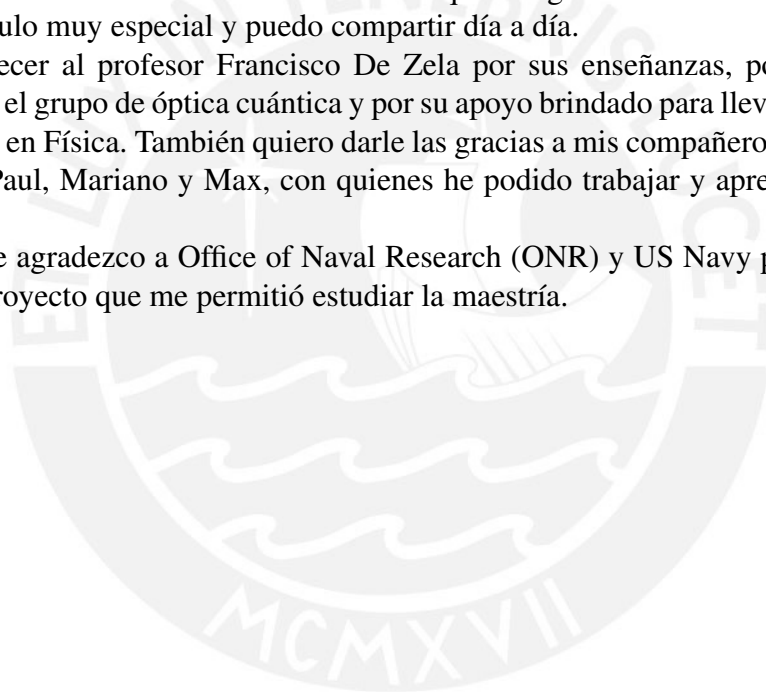 ulo muy especial y puedo compartir día a día.
ecer al profesor Francisco De Zela por sus enseñanzas, po
el grupo de óptica cuántica y por su apoyo brindado para llev
en Física. También quiero darle las gracias a mis compañero
Paul, Mariano y Max, con quienes he podido trabajar y apre
e agradezco a Office of Naval Research (ONR) y US Navy p
royecto que me permitió estudiar la maestría.
MCMXVII